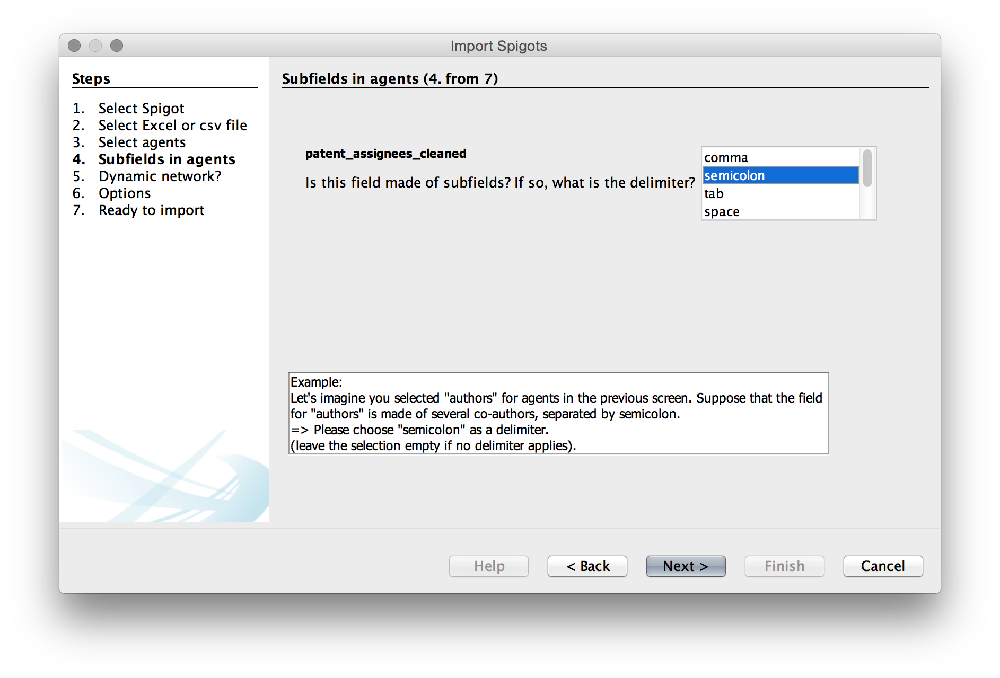 Import Spigots
Steps
1. Select Spigot
2. Select Excel or csv file
3. Select agents
4. Subfields in agents
5. Dynamic network?
6. Options
7. Ready to import
Subfields in agents (4. from 7)
patent_assignees_cleaned
Is this field made of subfields? If so, what is the delimiter?
comma
semicolon
tab
space
Example:
Let's imagine you selected "authors" for agents in the previous screen. Suppose that the field
for "authors" is made of several co-authors, separated by semicolon.
=> Please choose "semicolon" as a delimiter.
(leave the selection empty if no delimiter applies).
Help
< Back
Next >
Finish
Cancel